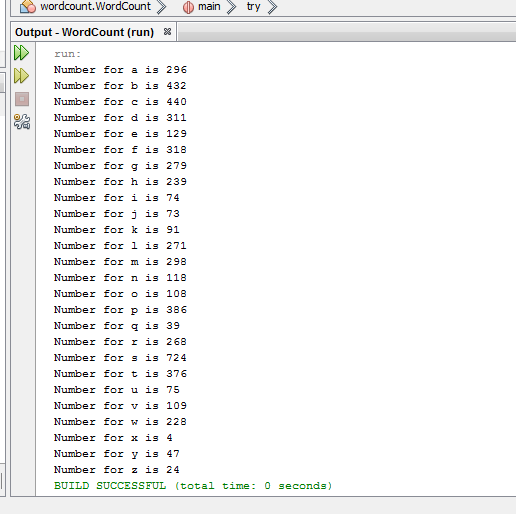 wordcount.WordCount main try
Output - WordCount (run)
run:
Number for a is 296
Number for b is 432
Number for c is 440
Number for d is 311
Number for e is 129
Number for f is 318
Number for g is 279
Number for h is 239
Number for i is 74
Number for j is 73
Number for k is 91
Number for l is 271
Number for m is 298
Number for n is 118
Number for o is 108
Number for p is 386
Number for q is 39
Number for r is 268
Number for s is 724
Number for t is 376
Number for u is 75
Number for v is 109
Number for w is 228
Number for x is 4
Number for y is 47
Number for z is 24
BUILD SUCCESSFUL (total time: 0 seconds)